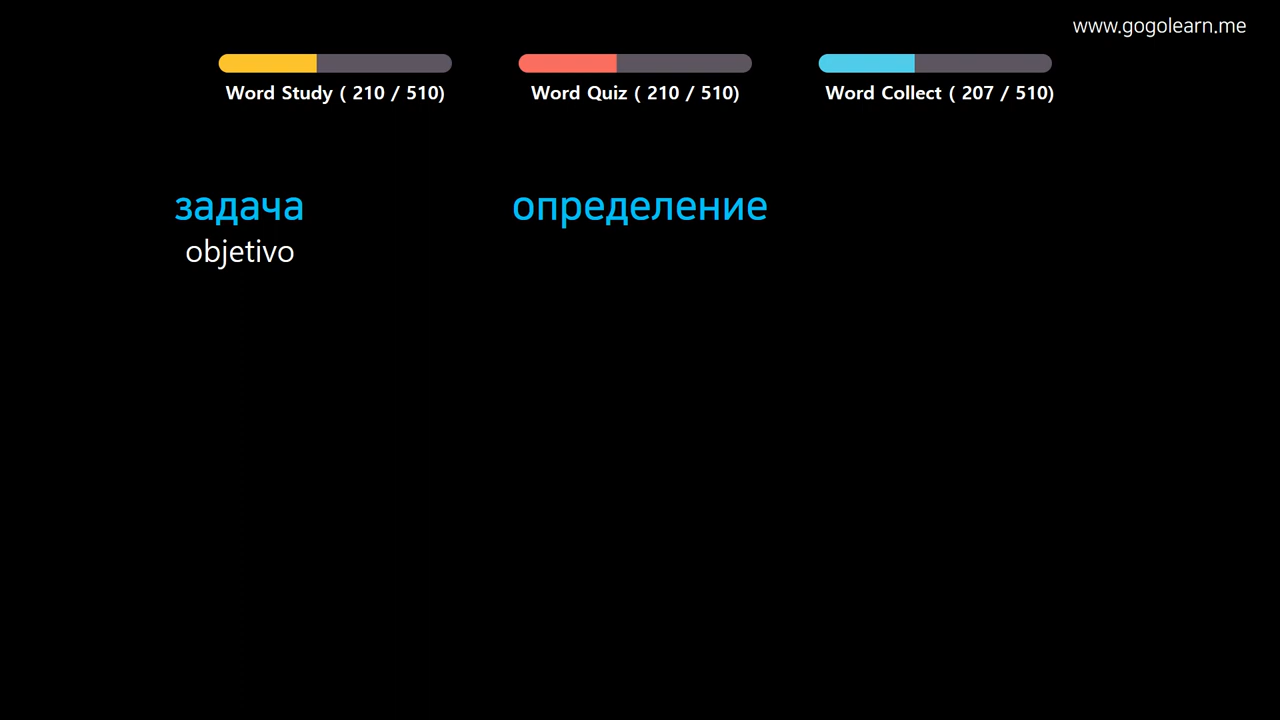 www.gogolearn.me
Word Study ( 210 / 510)
Word Quiz ( 210 / 510)
Word Collect ( 207 / 510)
задача
objetivo
определение